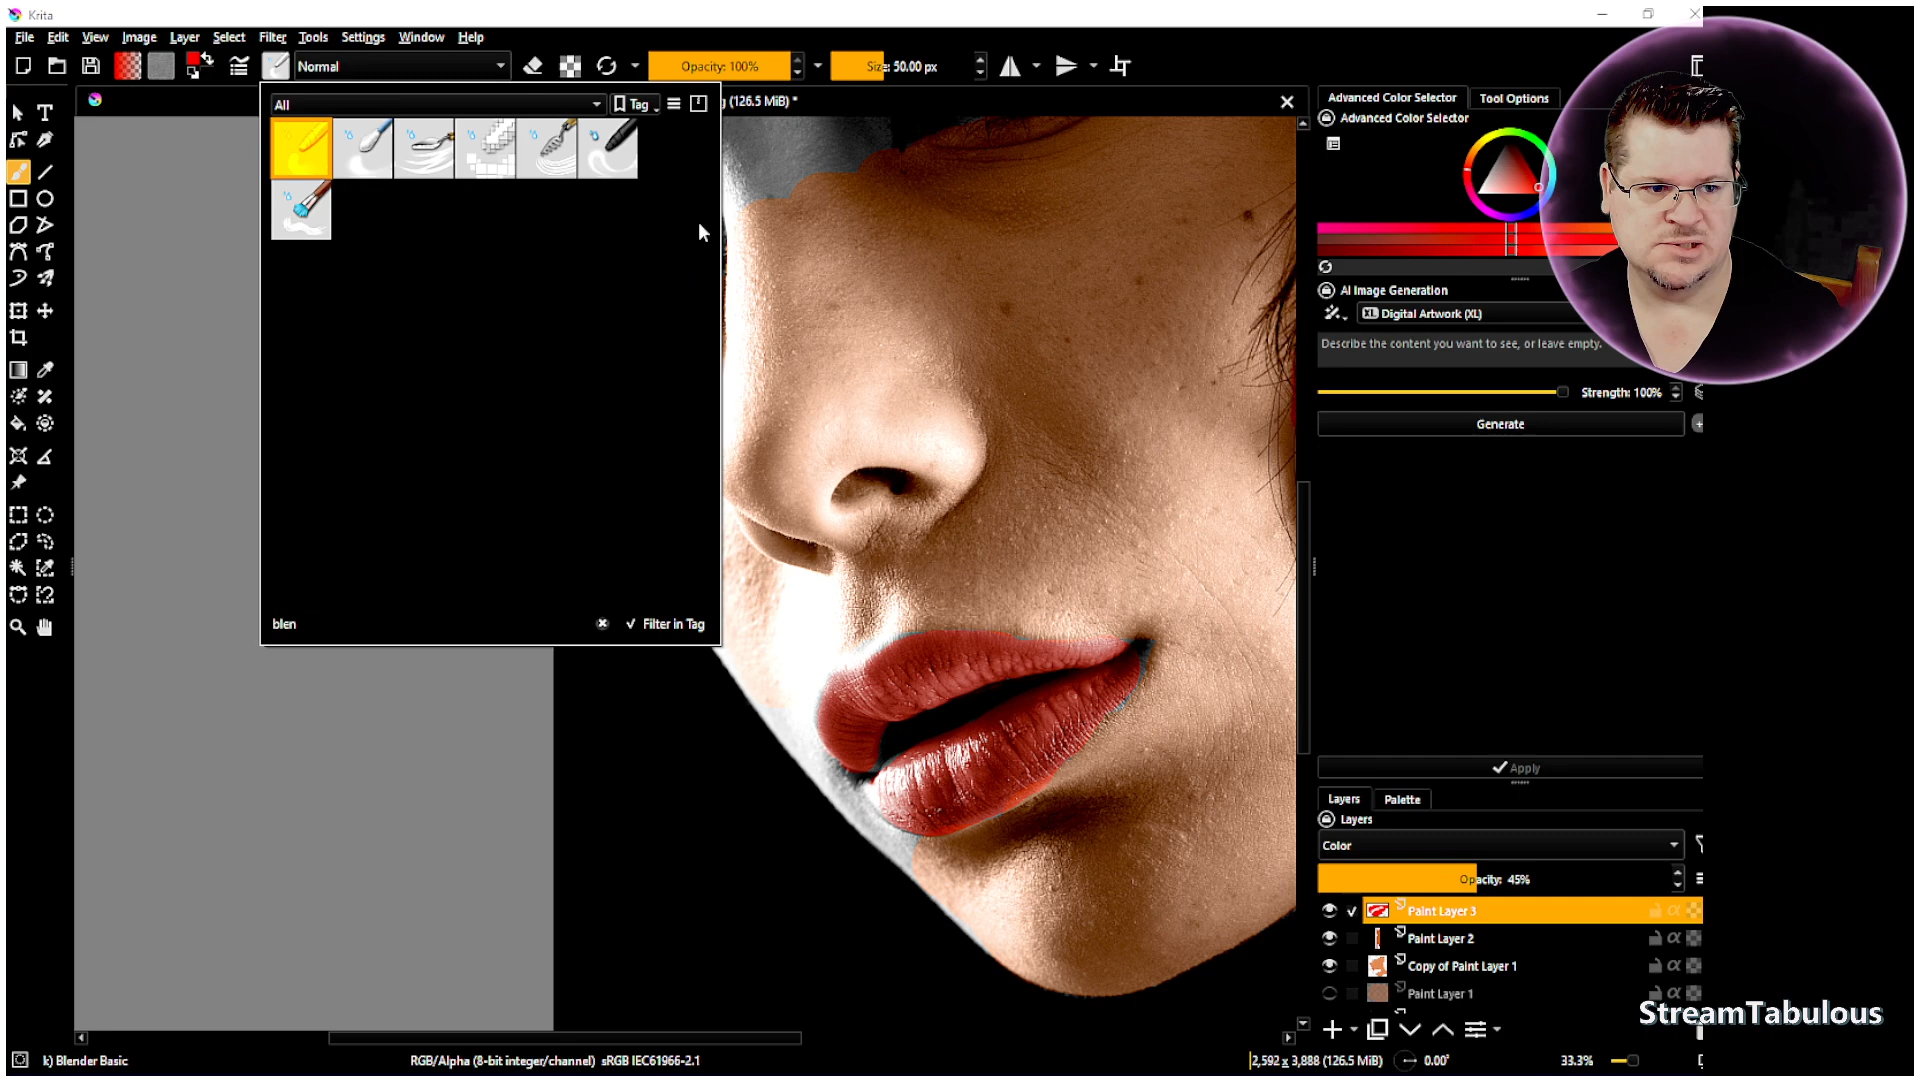 Krita
File Edit View Image Layer Select Filter Tools Settings Window Help
Normal
Opacity: 100%
Size: 50.00 px
All
Tag
(126.5 MiB) *
Advanced Color Selector
Tool Options
Advanced Color Selector
AI Image Generation
XL Digital Artwork (XL)
Describe the content you want to see, or leave empty.
Strength: 100%
Generate
blen
Filter in Tag
Apply
Layers
Palette
Layers
Color
Opacity: 45%
Paint Layer 3
Paint Layer 2
Copy of Paint Layer 1
Paint Layer 1
StreamTabulous
k) Blender Basic
RGB/Alpha (8-bit integer/channel) sRGB IEC61966-2.1
2,592 x 3,888 (126.5 MiB)
0.00°
33.3%